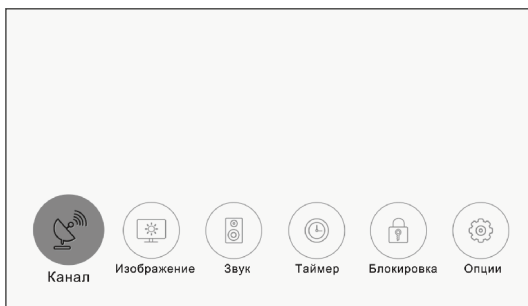 Канал
Изображение
Звук
Таймер
Блокировка
Опции